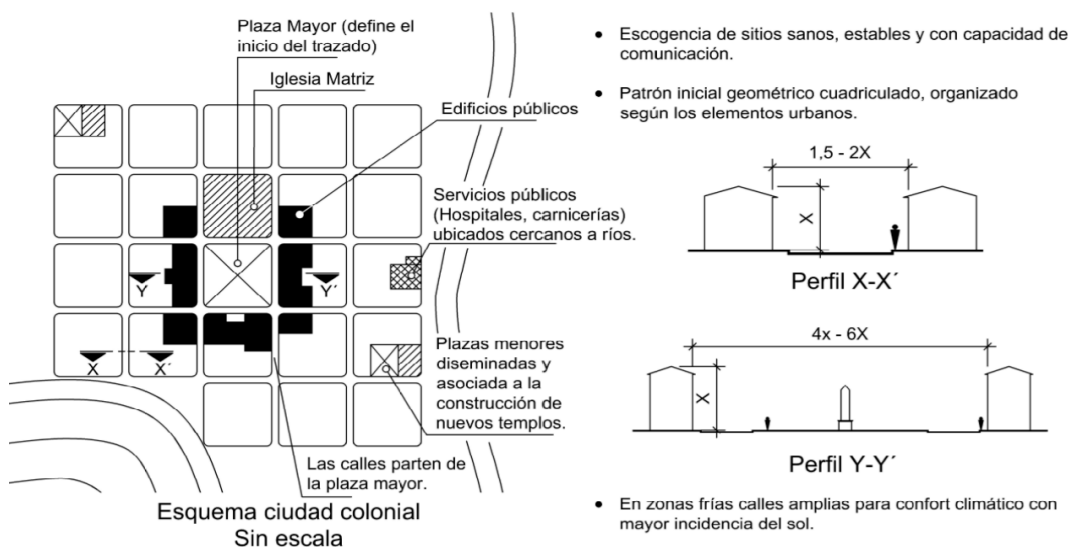 Plaza Mayor (define el
inicio del trazado)
Iglesia Matriz
Edificios públicos
Servicios públicos
(Hospitales, carnicerías)
ubicados cercanos a ríos.
Y
Y´
X
X´
Plazas menores
diseminadas y
asociada a la
construcción de
nuevos templos.
Las calles parten de
la plaza mayor.
Esquema ciudad colonial
Sin escala
• Escogencia de sitios sanos, estables y con capacidad de
comunicación.
• Patrón inicial geométrico cuadriculado, organizado
según los elementos urbanos.
1,5 - 2X
X
Perfil X-X´
4x - 6X
X
Perfil Y-Y´
• En zonas frías calles amplias para confort climático con
mayor incidencia del sol.